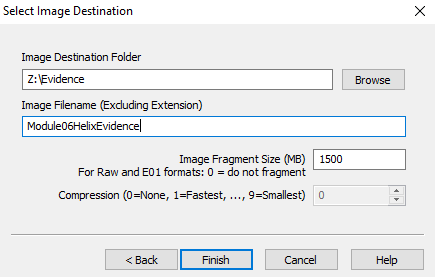 Select Image Destination
Image Destination Folder
Z:\Evidence
Browse
Image Filename (Excluding Extension)
Module06HelixEvidence
Image Fragment Size (MB)
1500
For Raw and E01 formats: 0 = do not fragment
Compression (0=None, 1=Fastest, ..., 9=Smallest)
0
< Back
Finish
Cancel
Help